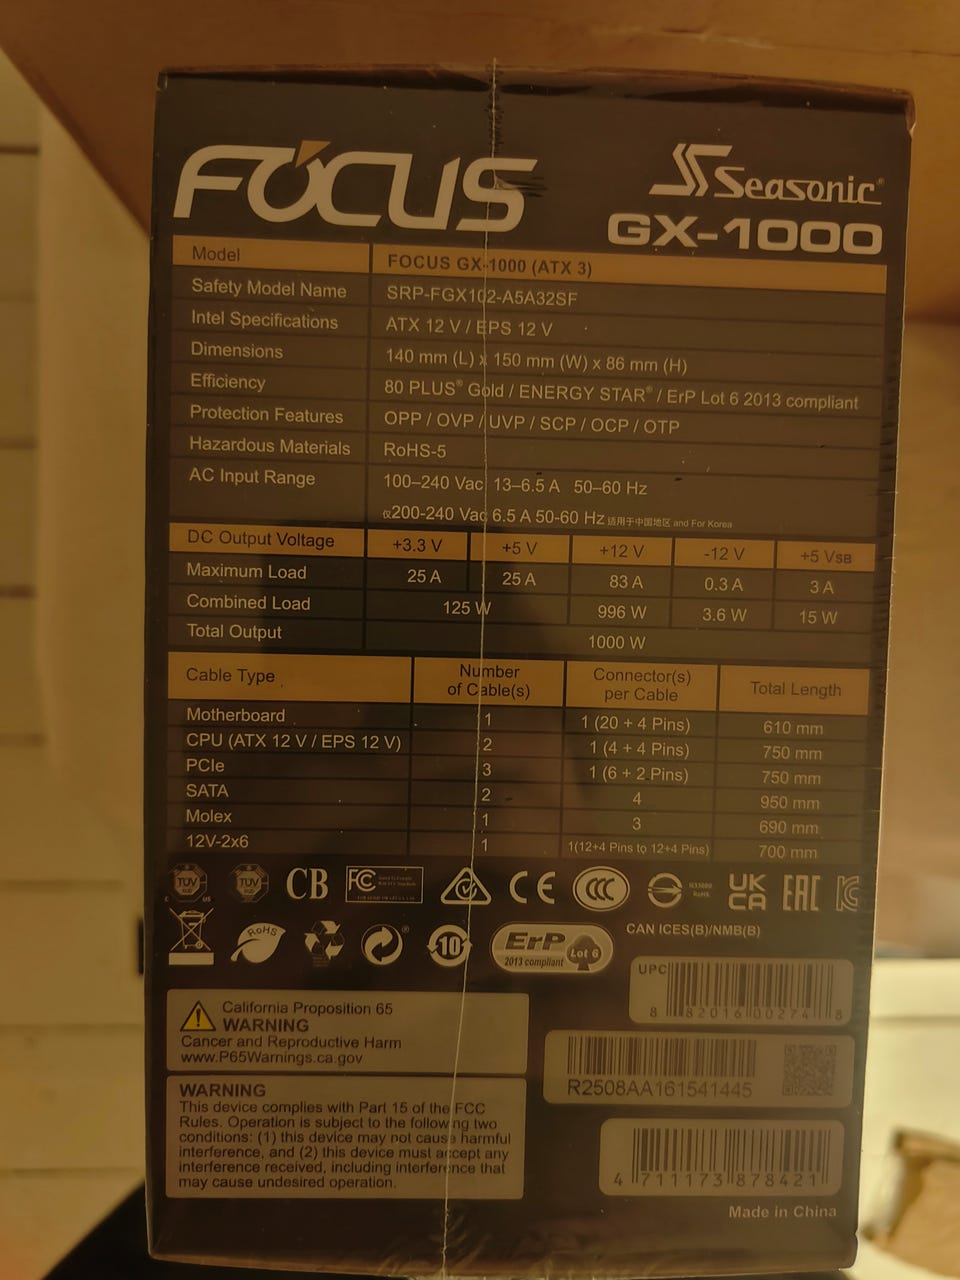 FOCUS
SEASONIC®
GX-1000
Model FOCUS GX-1000 (ATX 3)
Safety Model Name SRP-FGX102-A5A32SF
Intel Specifications ATX 12 V / EPS 12 V
Dimensions 140 mm (L) x 150 mm (W) x 86 mm (H)
Efficiency 80 PLUS® Gold / ENERGY STAR® / ErP Lot 6 2013 compliant
Protection Features OPP / OVP / UVP / SCP / OCP / OTP
Hazardous Materials RoHS-5
AC Input Range 100–240 Vac 13–6.5 A 50–60 Hz
仅200-240 Vac 6.5 A 50-60 Hz 适用于中国地区 and For Korea
DC Output Voltage +3.3 V +5 V +12 V -12 V +5 VSB
Maximum Load 25 A 25 A 83 A 0.3 A 3 A
Combined Load 125 W 996 W 3.6 W 15 W
Total Output 1000 W
Cable Type Number of Cable(s) Connector(s) per Cable Total Length
Motherboard 1 1 (20 + 4 Pins) 610 mm
CPU (ATX 12 V / EPS 12 V) 2 1 (4 + 4 Pins) 750 mm
PCIe 3 1 (6 + 2 Pins) 750 mm
SATA 2 4 950 mm
Molex 1 3 690 mm
12V-2x6 1 1(12+4 Pins to 12+4 Pins) 700 mm
TÜV SÜD C US TÜV SÜD CB FC CE CCC RoHS UK CA EAC
RoHS 10 ErP 2013 compliant Lot 6
CAN ICES(B)/NMB(B)
UPC
8 82016 00274 8
California Proposition 65
WARNING
Cancer and Reproductive Harm
www.P65Warnings.ca.gov
R2508AA161541445
WARNING
This device complies with Part 15 of the FCC
Rules. Operation is subject to the following two
conditions: (1) this device may not cause harmful
interference, and (2) this device must accept any
interference received, including interference that
may cause undesired operation.
4 711173 878421
Made in China